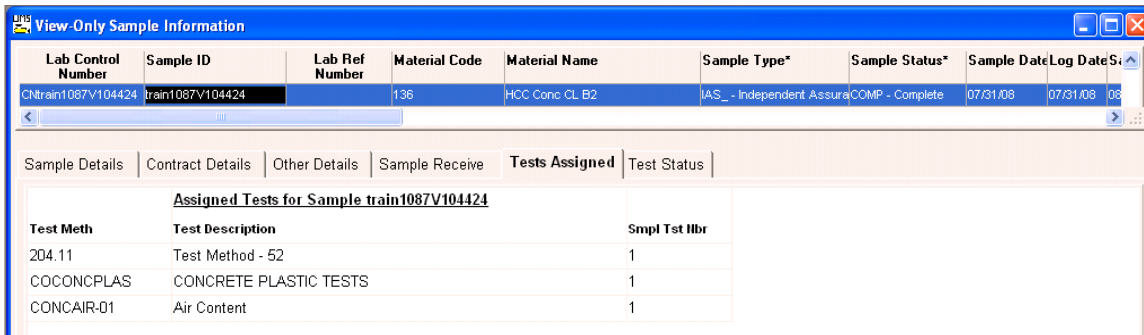 LIMS View-Only Sample Information
Lab Control Number Sample ID Lab Ref Number Material Code Material Name Sample Type* Sample Status* Sample Date Log Date Sa
CNtrain1087V104424 train1087V104424 136 HCC Conc CL B2 IAS_ - Independent Assura COMP - Complete 07/31/08 07/31/08 08
Sample Details Contract Details Other Details Sample Receive Tests Assigned Test Status
Assigned Tests for Sample train1087V104424
Test Meth Test Description Smpl Tst Nbr
204.11 Test Method - 52 1
COCONCPLAS CONCRETE PLASTIC TESTS 1
CONCAIR-01 Air Content 1